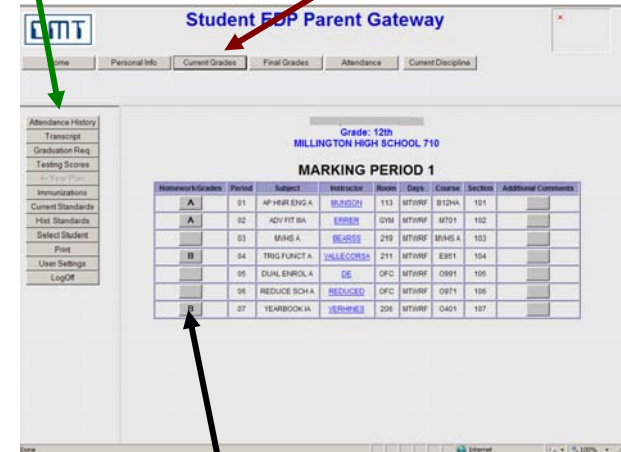 DMT
Student EDP Parent Gateway
Home Personal Info Current Grades Final Grades Attendance Current Discipline
Attendance History
Transcript
Graduation Req.
Testing Scores
4+ Year Plan
Immunizations
Current Standards
Hist. Standards
Select Student
Print
User Settings
LogOff
Grade: 12th
MILLINGTON HIGH SCHOOL 710
MARKING PERIOD 1
Homework/Grades Period Subject Instructor Room Days Course Section Additional Comments
A 01 AP HNR ENG A MUNSON 113 MTWRF B12HA 101
A 02 ADV FIT IIIA ERRER GYM MTWRF M701 102
03 MVHS A BEARSS 219 MTWRF MVHS A 103
B 04 TRIG FUNCT A VALLECORSA 211 MTWRF E951 104
05 DUAL ENROL A DE OFC MTWRF O991 105
06 REDUCE SCH A REDUCED OFC MTWRF O971 106
B 07 YEARBOOK IA VERHINES 206 MTWRF O401 107
Done Internet 100%